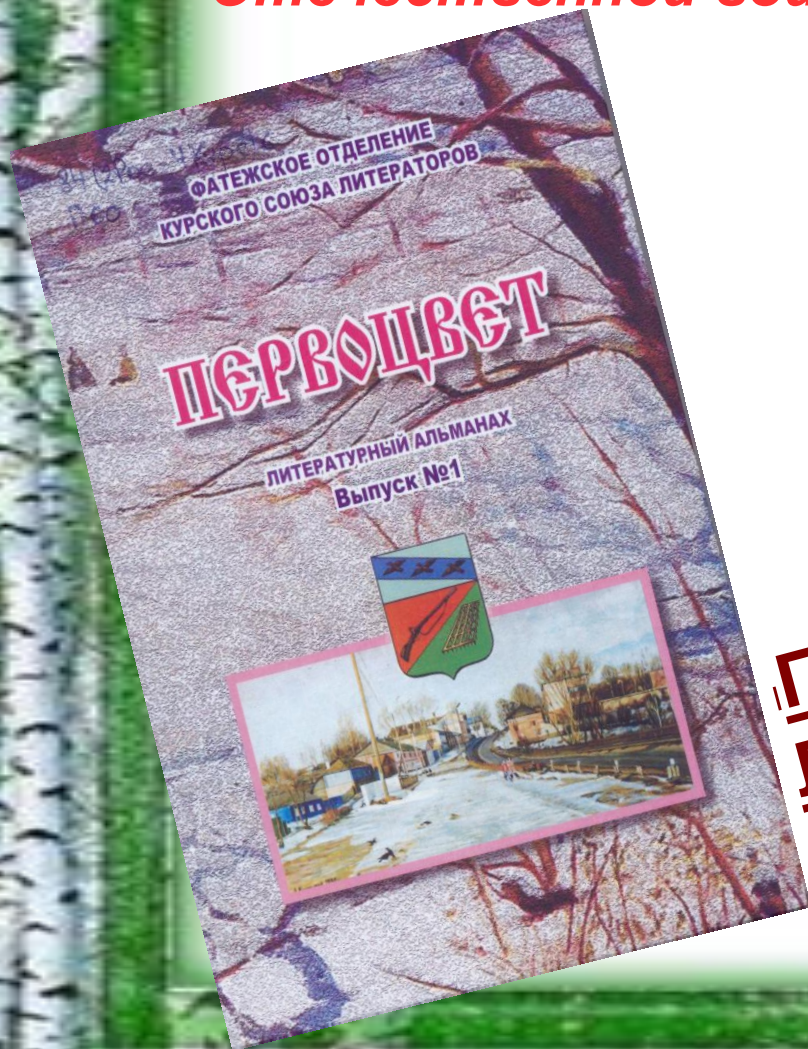 ФАТЕЖСКОЕ ОТДЕЛЕНИЕ
КУРСКОГО СОЮЗА ЛИТЕРАТОРОВ
ПЕРВОЦВЕТ
ЛИТЕРАТУРНЫЙ АЛЬМАНАХ
Выпуск №1